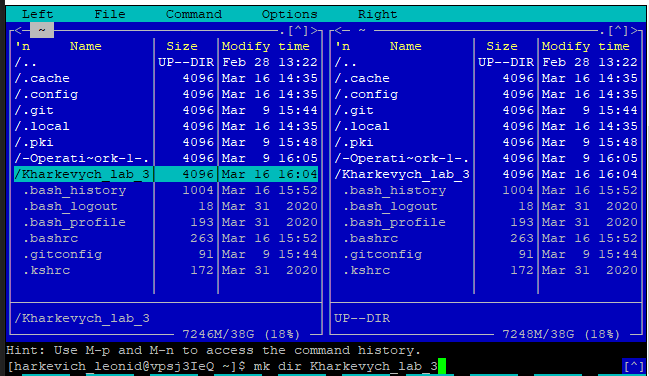 Left File Command Options Right
<─ ~ .[^]> <─ ~ .[^]>
'n Name Size Modify time 'n Name Size Modify time
/.. UP--DIR Feb 28 13:22 /.. UP--DIR Feb 28 13:22
/.cache 4096 Mar 16 14:35 /.cache 4096 Mar 16 14:35
/.config 4096 Mar 16 14:35 /.config 4096 Mar 16 14:35
/.git 4096 Mar 9 15:44 /.git 4096 Mar 9 15:44
/.local 4096 Mar 16 14:35 /.local 4096 Mar 16 14:35
/.pki 4096 Mar 9 15:48 /.pki 4096 Mar 9 15:48
/-Operati~ork-1-. 4096 Mar 9 16:05 /-Operati~ork-1-. 4096 Mar 9 16:05
/Kharkevych_lab_3 4096 Mar 16 16:04 /Kharkevych_lab_3 4096 Mar 16 16:04
.bash_history 1004 Mar 16 15:52 .bash_history 1004 Mar 16 15:52
.bash_logout 18 Mar 31 2020 .bash_logout 18 Mar 31 2020
.bash_profile 193 Mar 31 2020 .bash_profile 193 Mar 31 2020
.bashrc 263 Mar 16 15:52 .bashrc 263 Mar 16 15:52
.gitconfig 91 Mar 9 15:44 .gitconfig 91 Mar 9 15:44
.kshrc 172 Mar 31 2020 .kshrc 172 Mar 31 2020
/Kharkevych_lab_3 UP--DIR
7246M/38G (18%) 7248M/38G (18%)
Hint: Use M-p and M-n to access the command history.
[harkevich_leonid@vpsj3IeQ ~]$ mk dir Kharkevych_lab_3 [^]